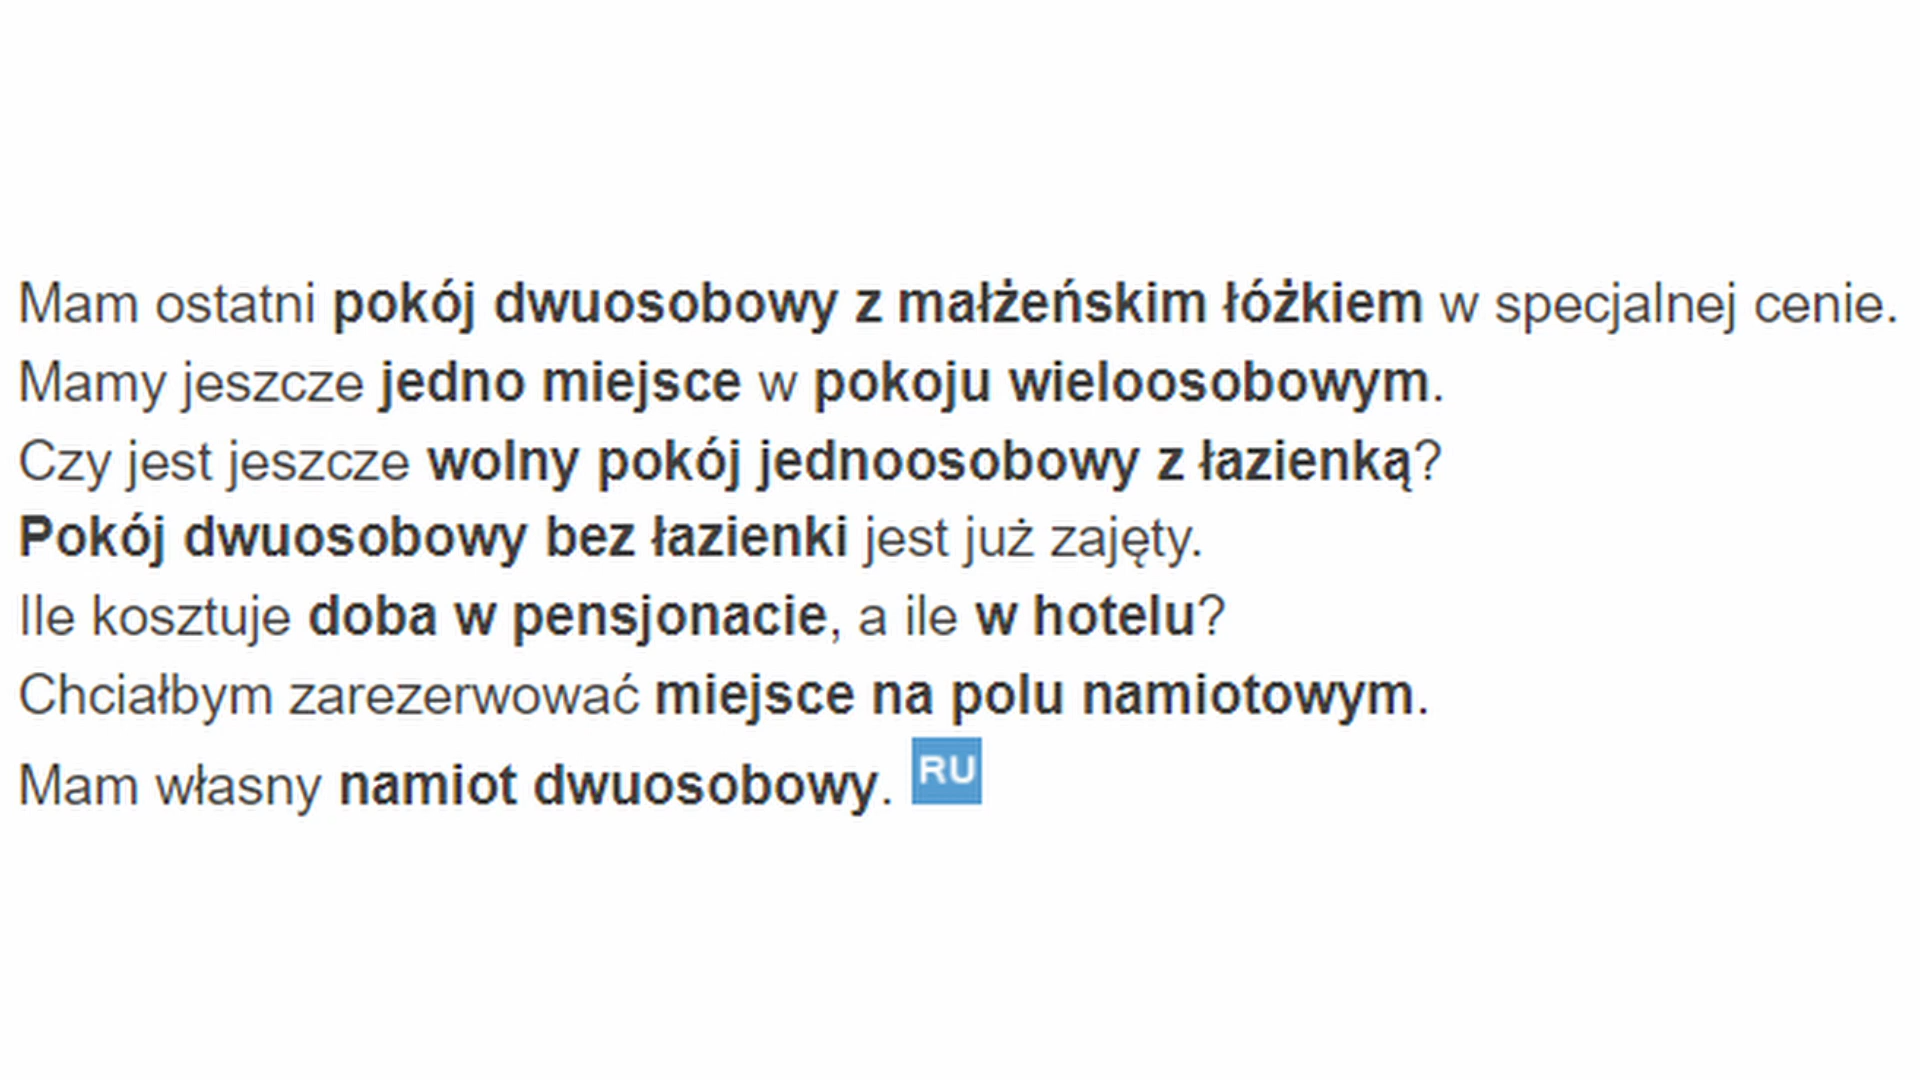 Mam ostatni pokój dwuosobowy z małżeńskim łóżkiem w specjalnej cenie.
Mamy jeszcze jedno miejsce w pokoju wieloosobowym.
Czy jest jeszcze wolny pokój jednoosobowy z łazienką?
Pokój dwuosobowy bez łazienki jest już zajęty.
Ile kosztuje doba w pensjonacie, a ile w hotelu?
Chciałbym zarezerwować miejsce na polu namiotowym.
Mam własny namiot dwuosobowy. RU